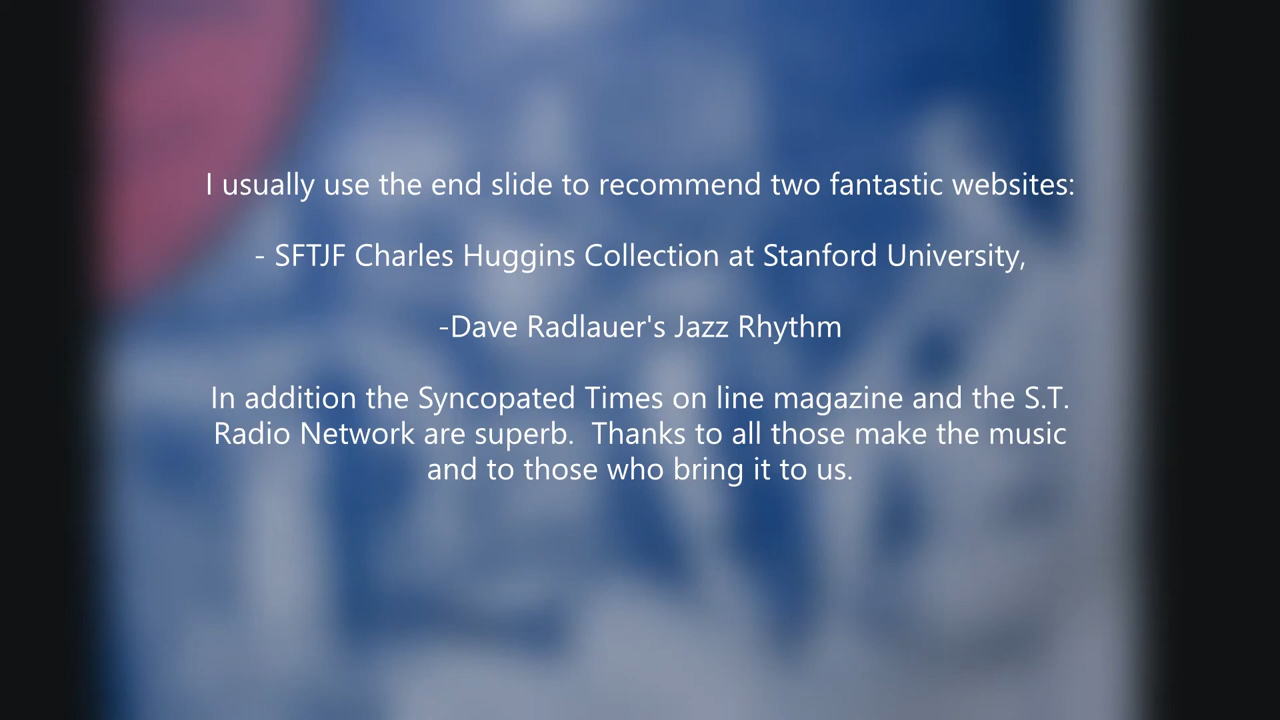 I usually use the end slide to recommend two fantastic websites:
- SFTJF Charles Huggins Collection at Stanford University,
-Dave Radlauer's Jazz Rhythm
In addition the Syncopated Times on line magazine and the S.T.
Radio Network are superb.  Thanks to all those make the music
and to those who bring it to us.